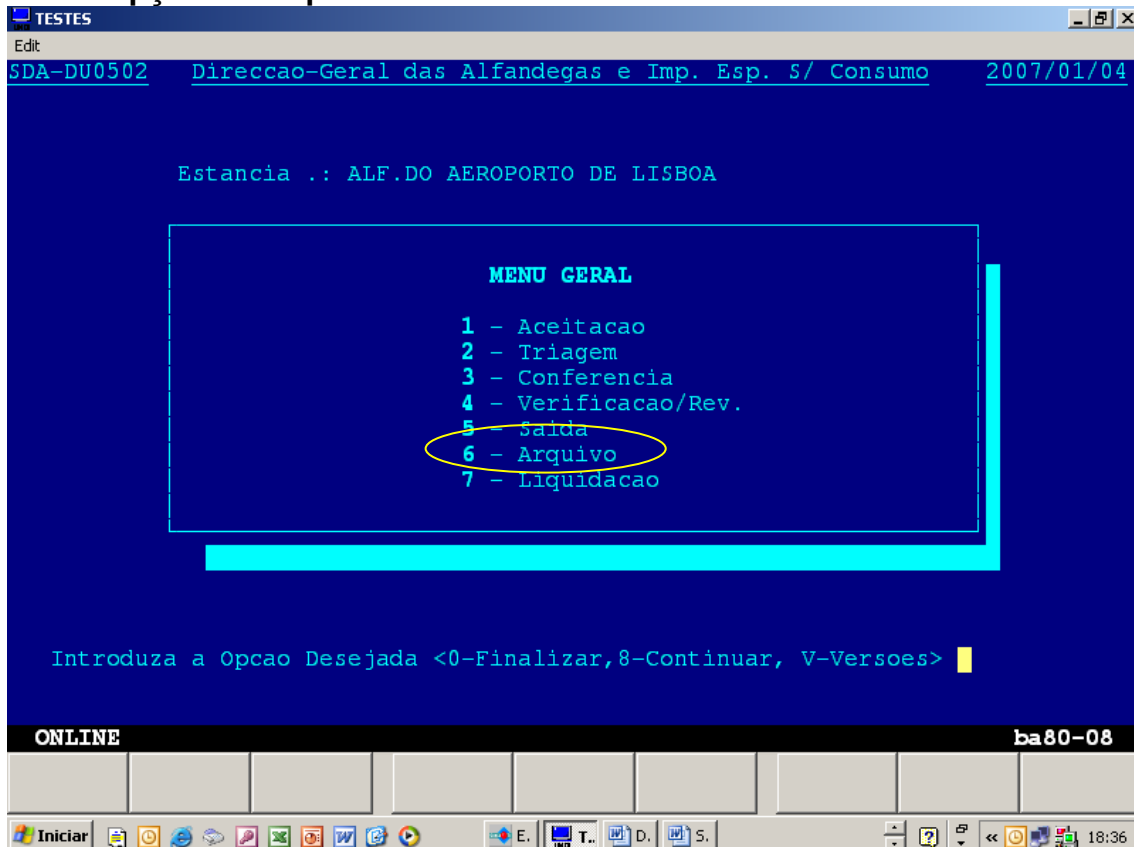 TESTES
Edit
SDA-DU0502 Direccao-Geral das Alfandegas e Imp. Esp. S/ Consumo 2007/01/04
Estancia .: ALF.DO AEROPORTO DE LISBOA
MENU GERAL
1 - Aceitacao
2 - Triagem
3 - Conferencia
4 - Verificacao/Rev.
5 - Saida
6 - Arquivo
7 - Liquidacao
Introduza a Opcao Desejada <0-Finalizar,8-Continuar, V-Versoes>
ONLINE ba80-08
Iniciar E. T.. D. S. « 18:36